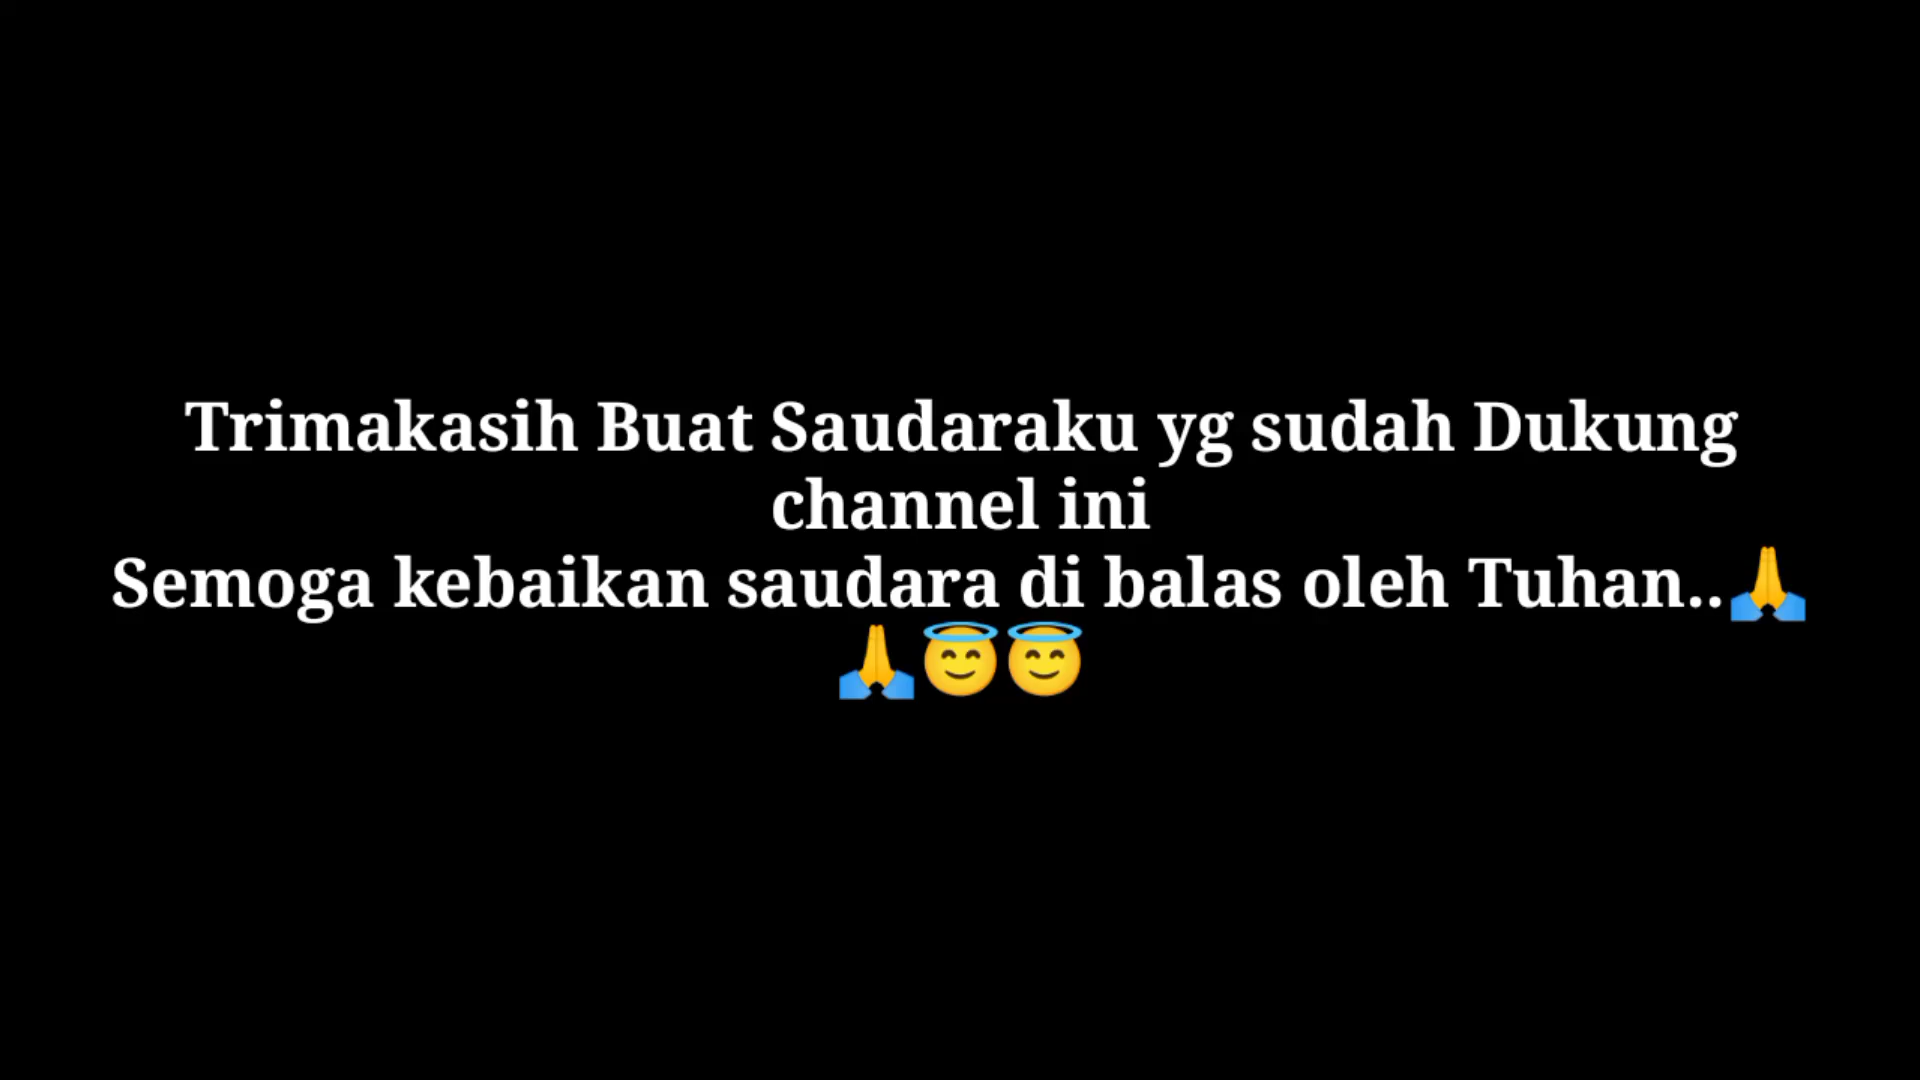 Trimakasih Buat Saudaraku yg sudah Dukung
channel ini
Semoga kebaikan saudara di balas oleh Tuhan..🙏
🙏😇😇